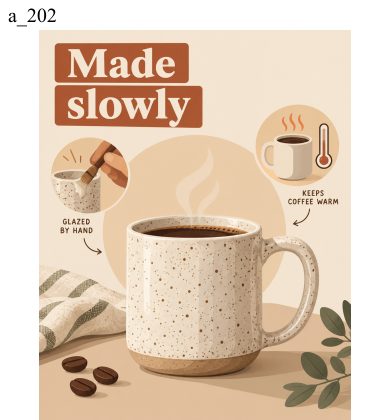 a_202
Made
slowly
GLAZED
BY HAND
KEEPS
COFFEE WARM